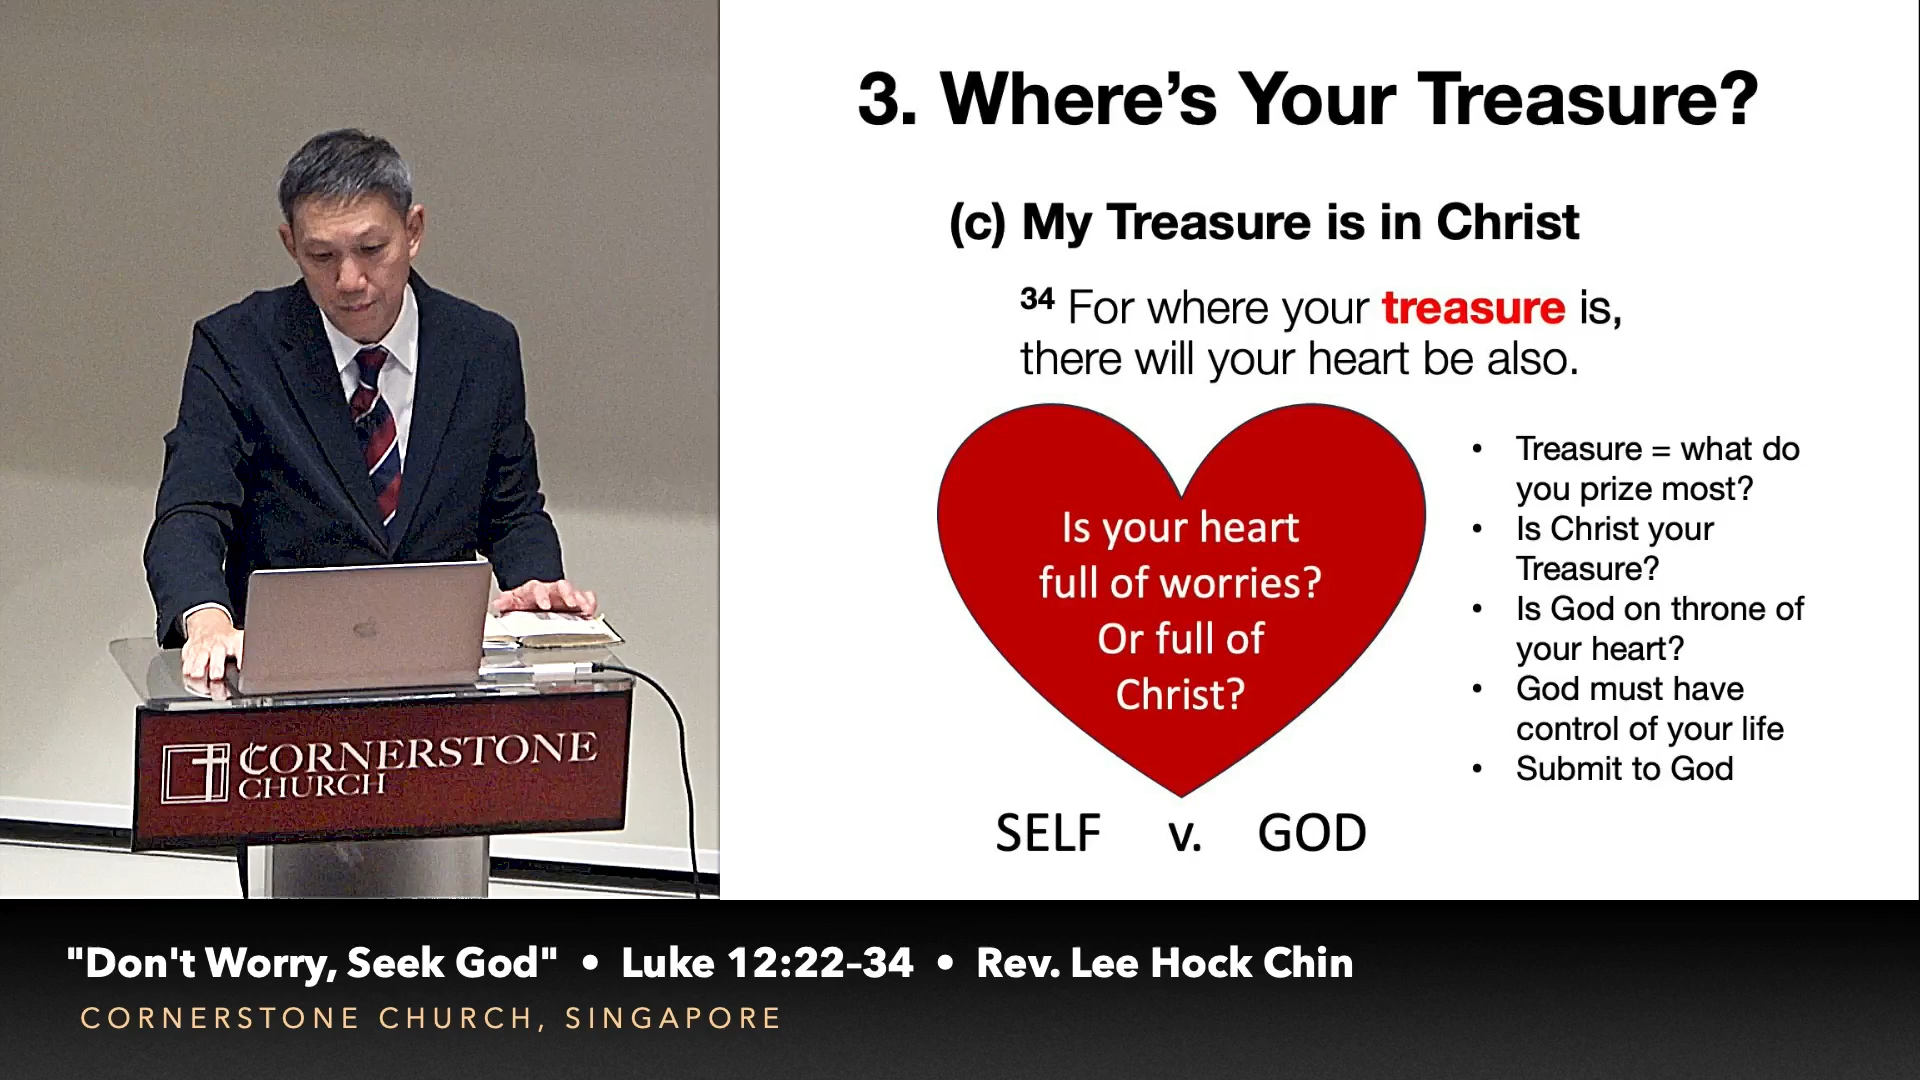 3. Where's Your Treasure?
(c) My Treasure is in Christ
34 For where your treasure is,
there will your heart be also.
Is your heart
full of worries?
Or full of
Christ?
SELF v. GOD
• Treasure = what do
you prize most?
• Is Christ your
Treasure?
• Is God on throne of
your heart?
• God must have
control of your life
• Submit to God
CORNERSTONE
CHURCH
"Don't Worry, Seek God" • Luke 12:22–34 • Rev. Lee Hock Chin
CORNERSTONE CHURCH, SINGAPORE